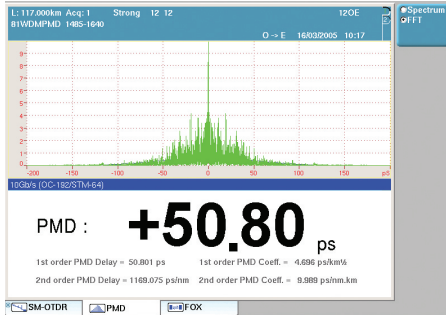 L: 117.000km Acq: 1 Strong 12 12 120E
81WDMPMD 1485-1640
O -> E 16/03/2005 10:17
2
Spectrum
FFT
9-
8-
7-
6-
5-
4-
3-
2-
1-
0-
-200 -150 -100 -50 0 50 100 150 pS
10Gb/s (OC-192/STM-64)
PMD : +50.80 ps
1st order PMD Delay = 50.801 ps 1st order PMD Coeff. = 4.696 ps/km½
2nd order PMD Delay = 1169.075 ps/nm 2nd order PMD Coeff. = 9.989 ps/nm.km
SM-OTDR PMD FOX